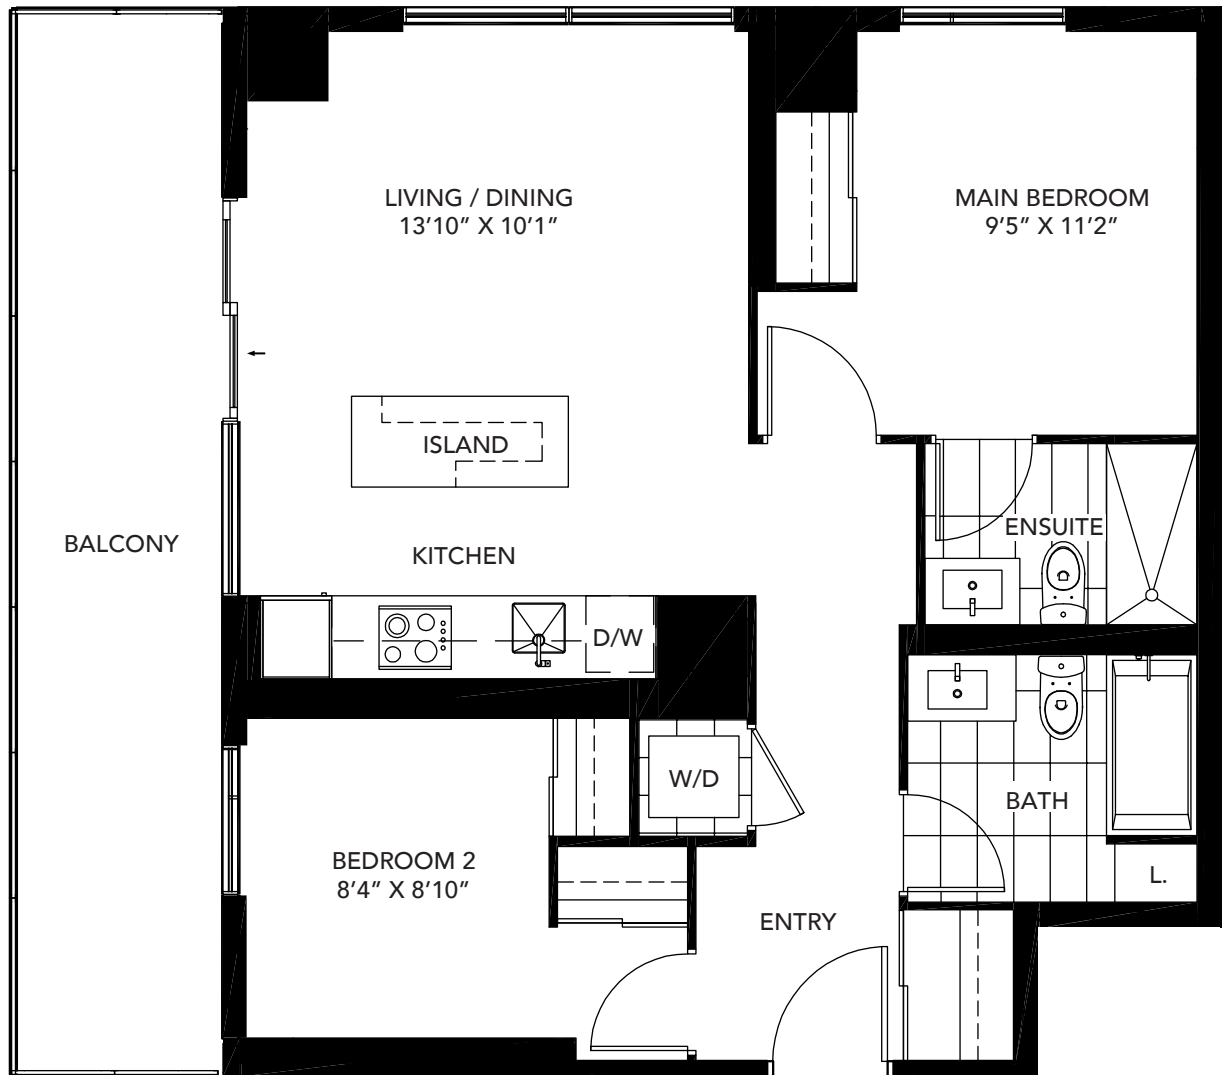 LIVING / DINING
13'10" X 10'1"
MAIN BEDROOM
9'5" X 11'2"
ISLAND
ENSUITE
BALCONY
KITCHEN
D/W
W/D
BATH
BEDROOM 2
8'4" X 8'10"
L.
ENTRY